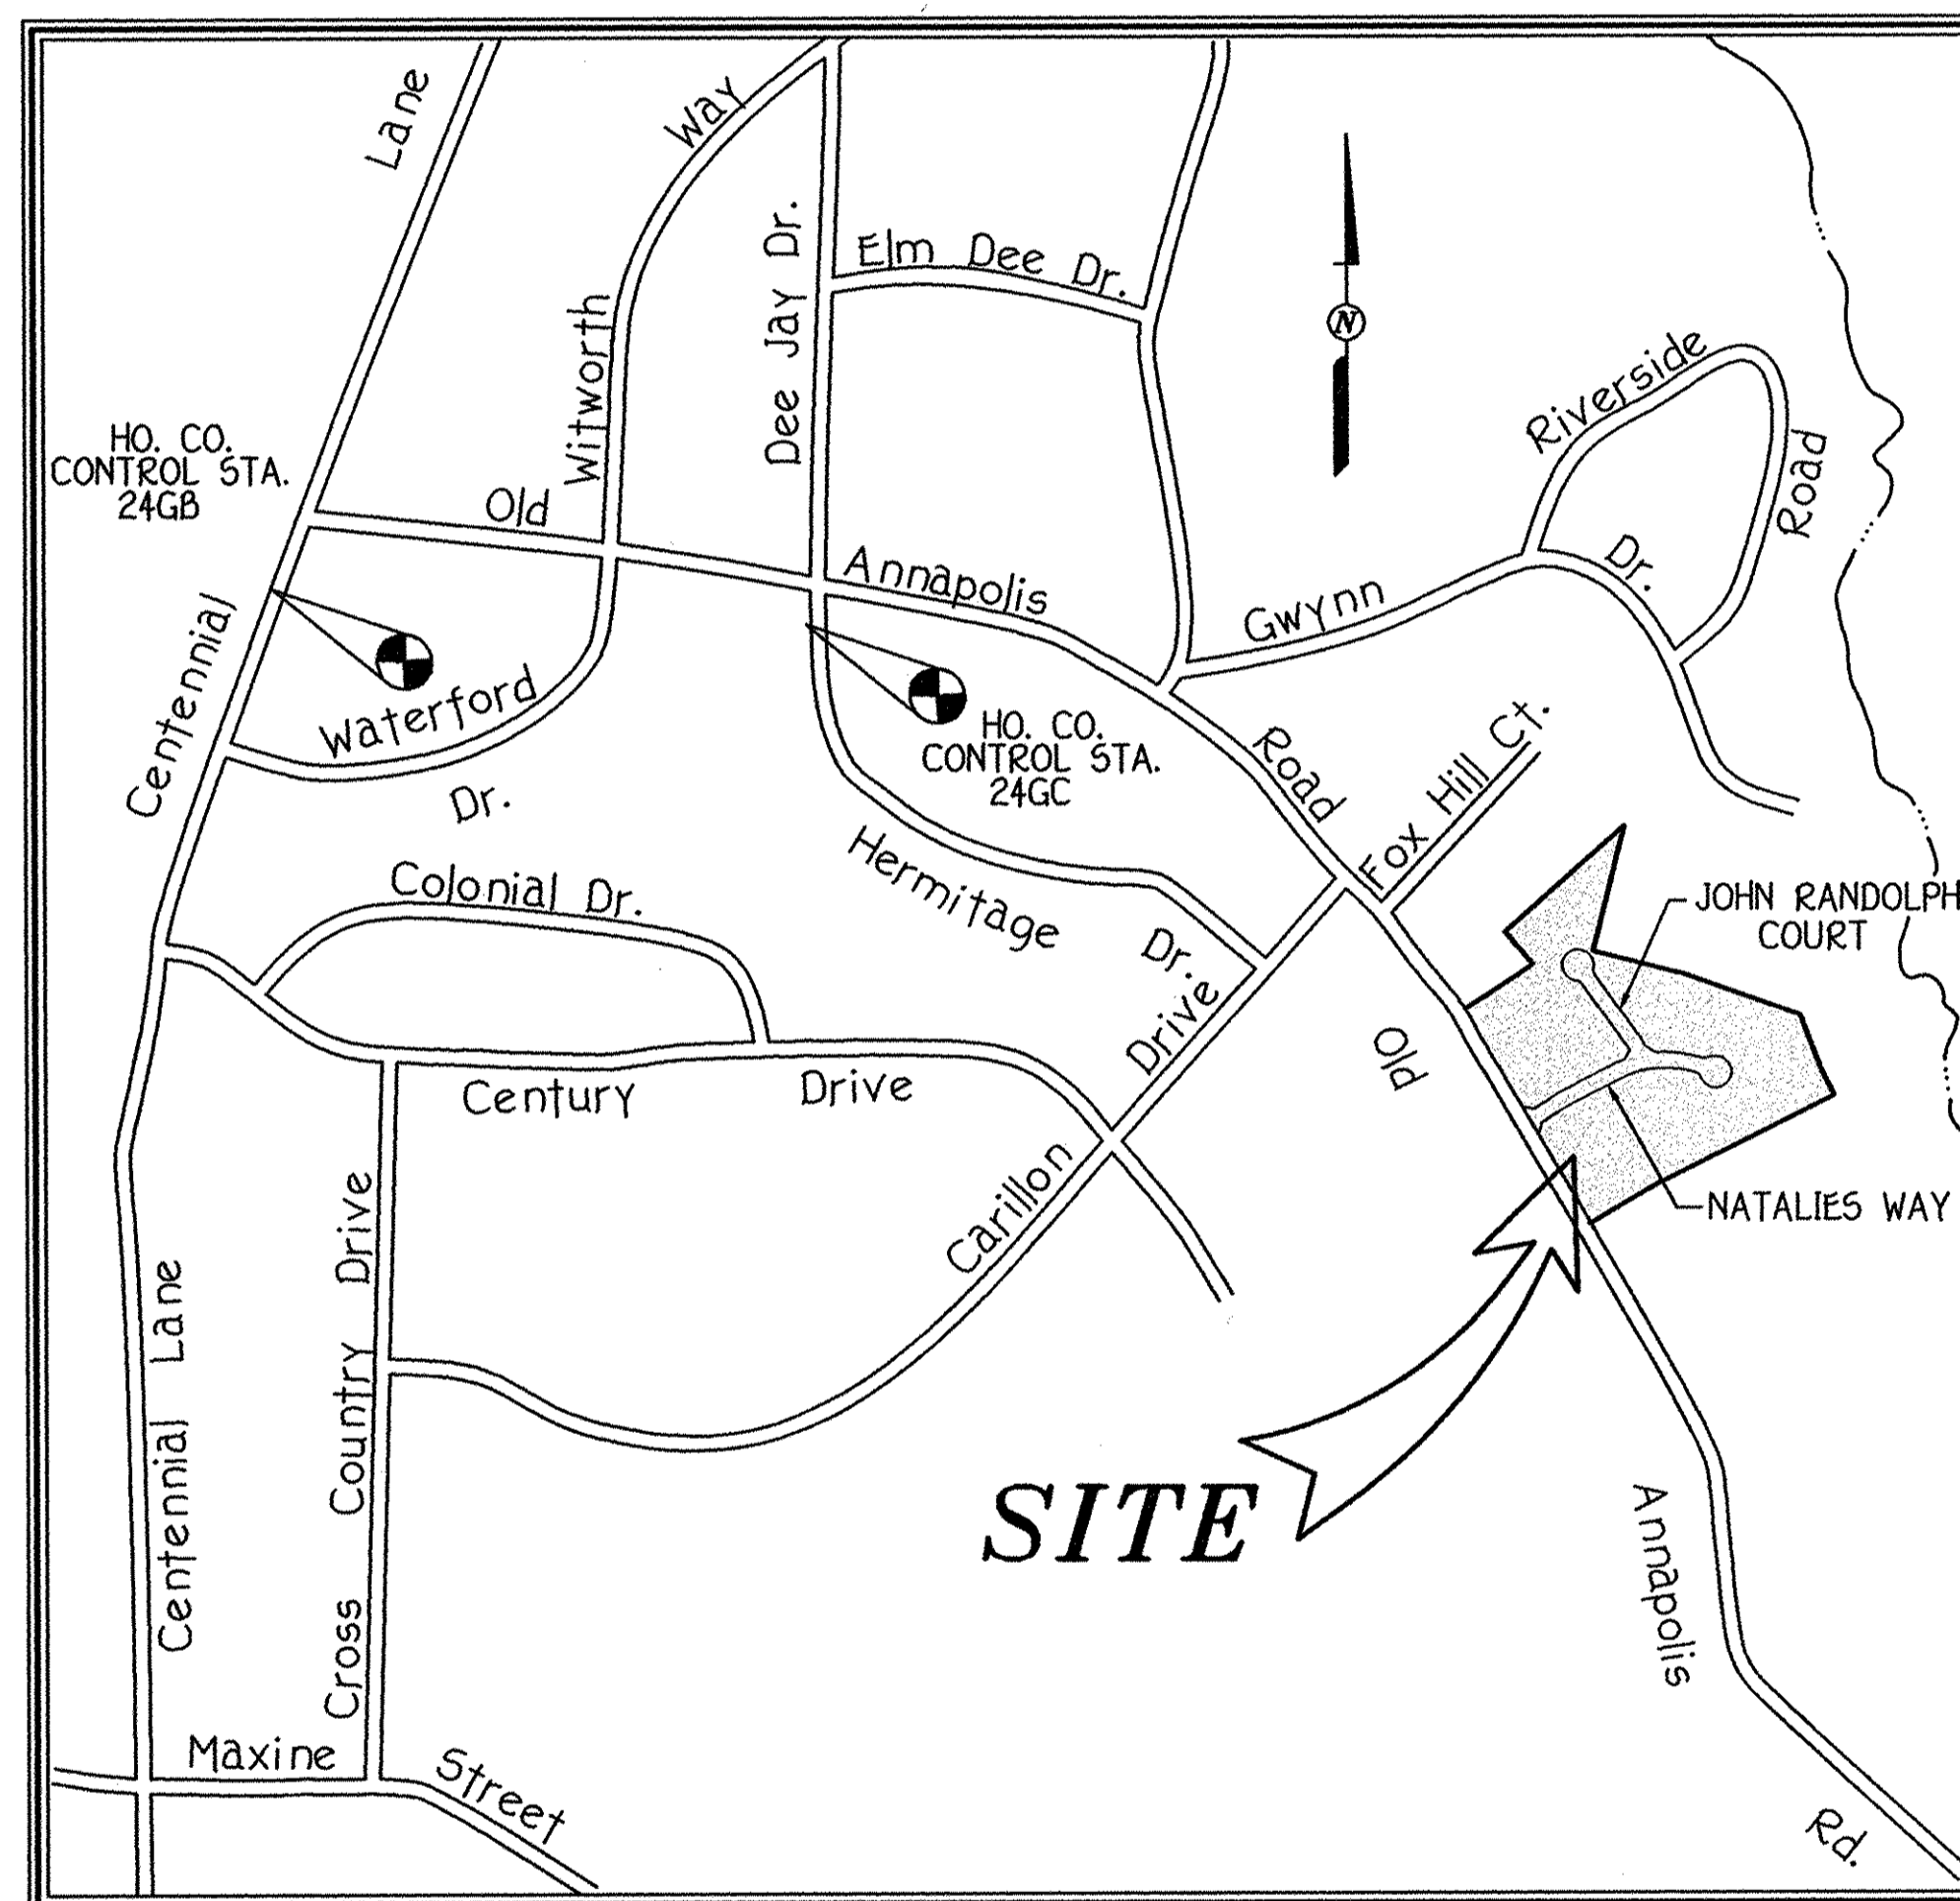 Lane
Way
Witworth
Dee Jay Dr.
Elm Dee Dr.
N
Riverside
Road
HO. CO.
CONTROL STA.
24GB
Old
Annapolis
Road
Gwynn
Dr.
Centennial
Waterford
Dr.
HO. CO.
CONTROL STA.
24GC
Fox Hill Ct.
Hermitage
Dr.
Colonial Dr.
JOHN RANDOLPH
COURT
Century
Drive
Carillon
Drive
Old
NATALIES WAY
Centennial Lane
Cross Country Drive
SITE
Annapolis
Rd.
Maxine
Street